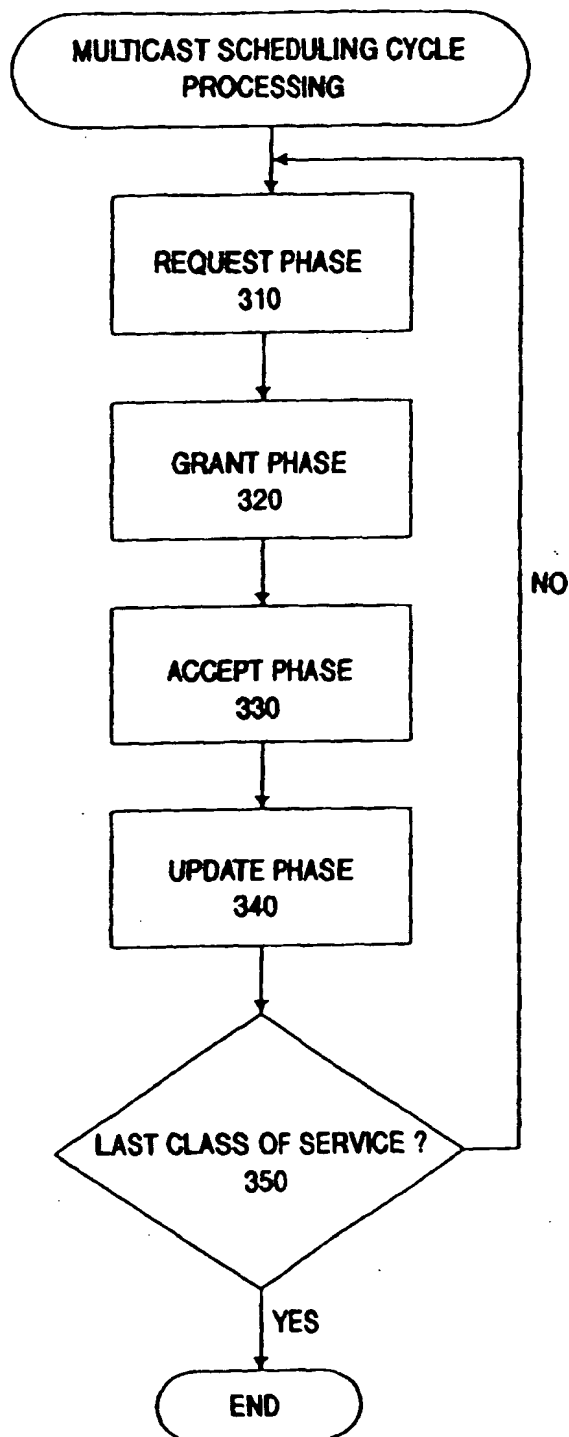 MULTICAST SCHEDULING CYCLE
PROCESSING
REQUEST PHASE
310
GRANT PHASE
320
NO
ACCEPT PHASE
330
UPDATE PHASE
340
LAST CLASS OF SERVICE ?
350
YES
END